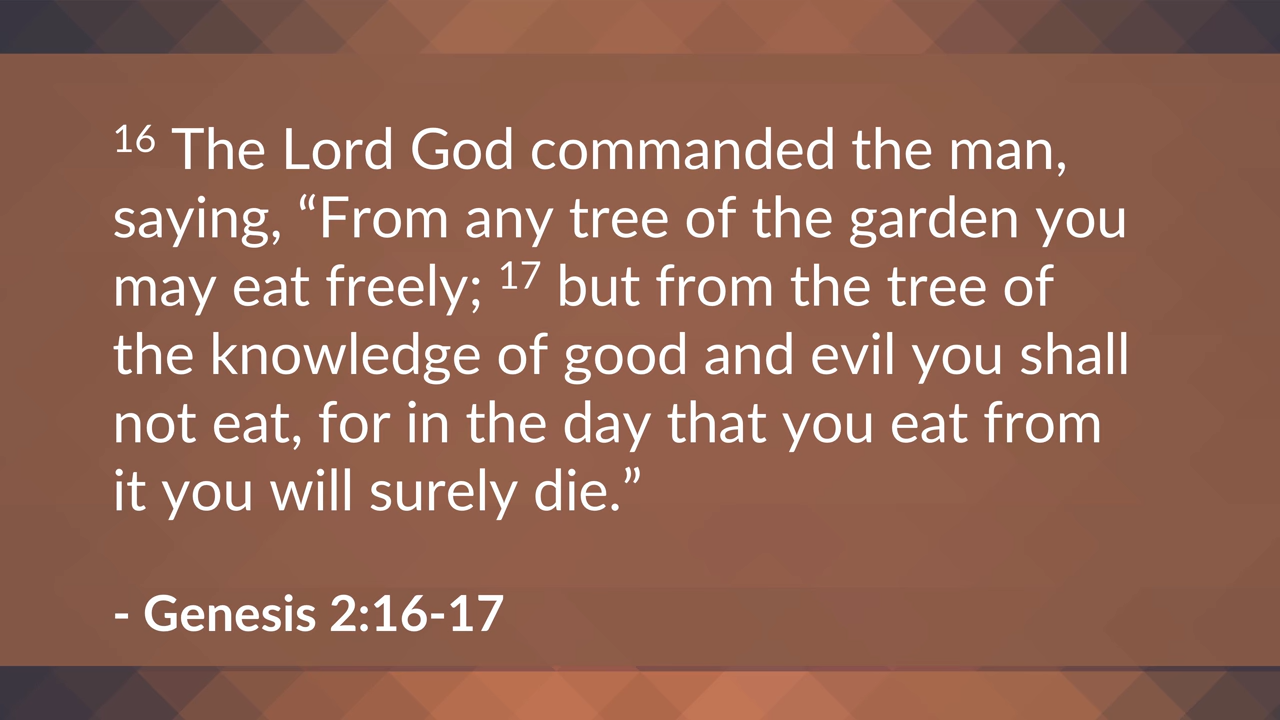 16 The Lord God commanded the man,
saying, “From any tree of the garden you
may eat freely; 17 but from the tree of
the knowledge of good and evil you shall
not eat, for in the day that you eat from
it you will surely die.”
- Genesis 2:16-17